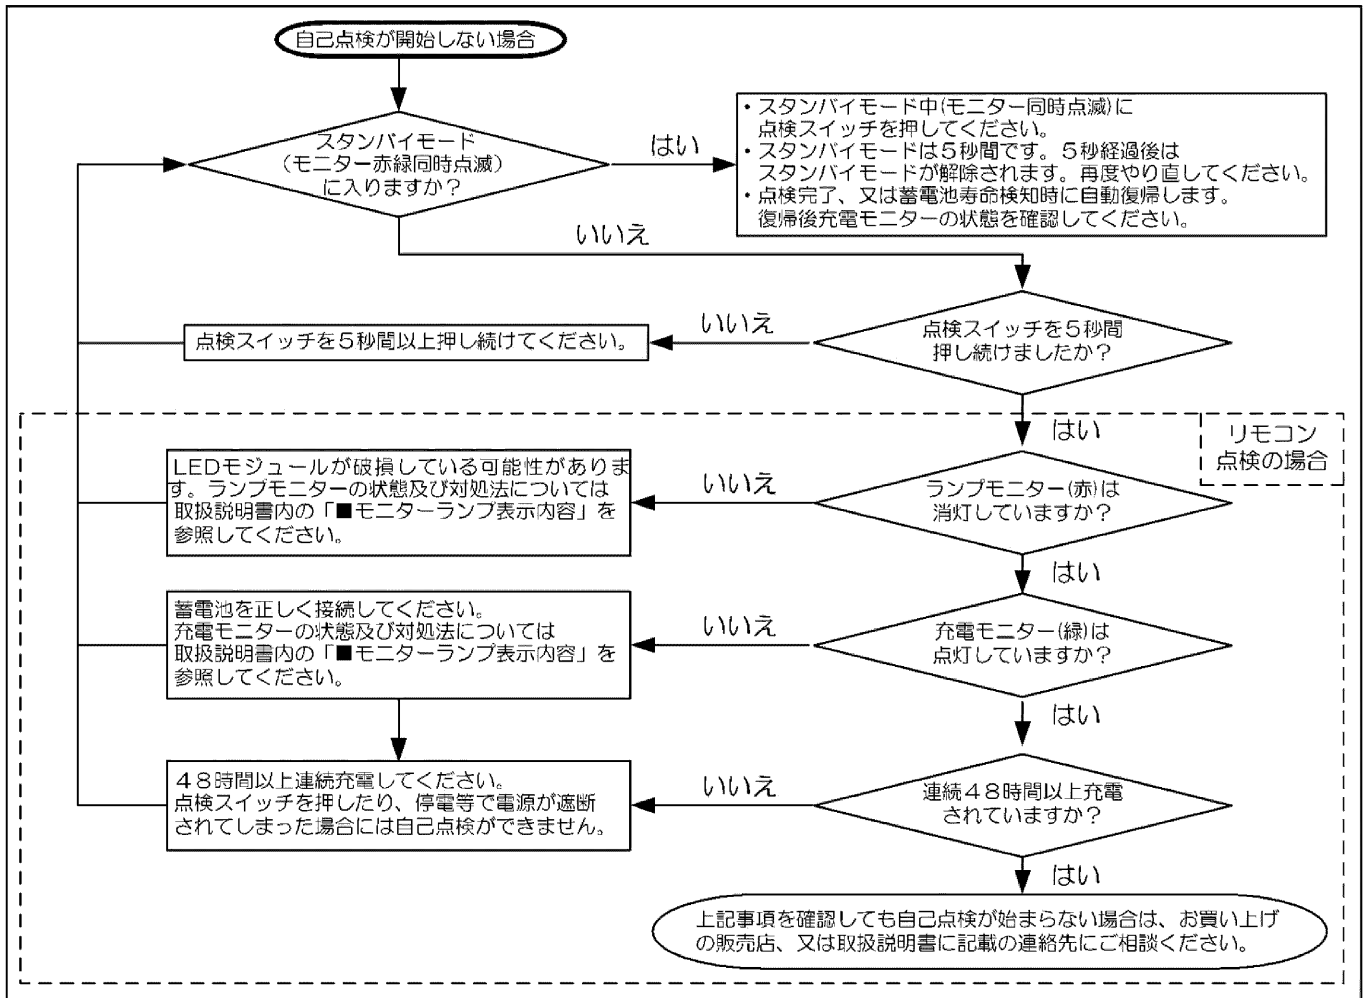 自己点検が開始しない場合
スタンバイモード
(モニター赤緑同時点滅)
に入りますか？
はい
・スタンバイモード中(モニター同時点滅)に
点検スイッチを押してください。
・スタンバイモードは５秒間です。５秒経過後は
スタンバイモードが解除されます。再度やり直してください。
・点検完了、又は蓄電池寿命検知時に自動復帰します。
復帰後充電モニターの状態を確認してください。
いいえ
点検スイッチを５秒間
押し続けましたか？
いいえ
点検スイッチを５秒間以上押し続けてください。
はい
リモコン
点検の場合
ランプモニター(赤)は
消灯していますか？
いいえ
LEDモジュールが破損している可能性がありま
す。ランプモニターの状態及び対処法については
取扱説明書内の「■モニターランプ表示内容」を
参照してください。
はい
充電モニター(緑)は
点灯していますか？
いいえ
蓄電池を正しく接続してください。
充電モニターの状態及び対処法については
取扱説明書内の「■モニターランプ表示内容」を
参照してください。
はい
連続４８時間以上充電
されていますか？
いいえ
４８時間以上連続充電してください。
点検スイッチを押したり、停電等で電源が遮断
されてしまった場合には自己点検ができません。
はい
上記事項を確認しても自己点検が始まらない場合は、お買い上げ
の販売店、又は取扱説明書に記載の連絡先にご相談ください。